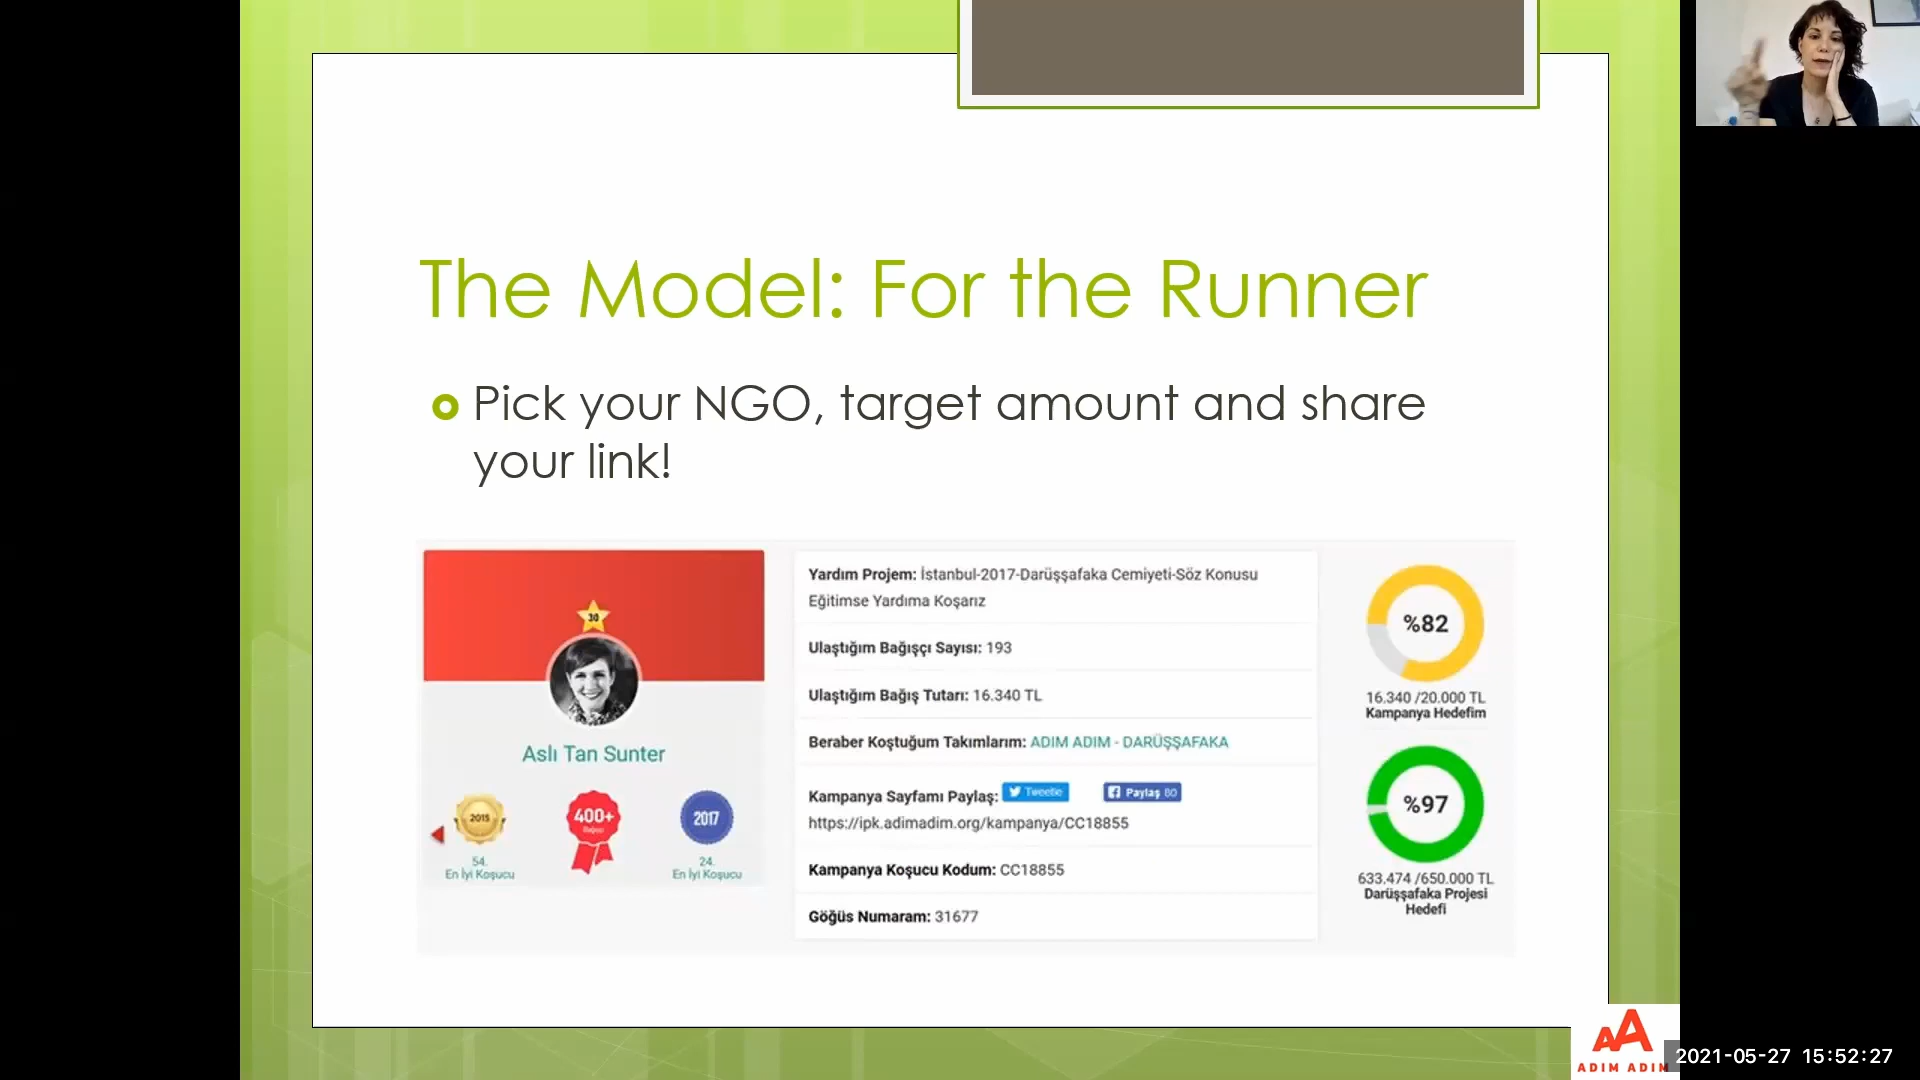 The Model: For the Runner
Pick your NGO, target amount and share
your link!
30
Aslı Tan Sunter
2015
54.
En İyi Koşucu
400+
Bağışçı
2017
24.
En İyi Koşucu
Yardım Projem: İstanbul-2017-Darüşşafaka Cemiyeti-Söz Konusu
Eğitimse Yardıma Koşarız
Ulaştığım Bağışçı Sayısı: 193
Ulaştığım Bağış Tutarı: 16.340 TL
Beraber Koştuğum Takımlarım: ADIM ADIM - DARÜŞŞAFAKA
Kampanya Sayfamı Paylaş: Tweetle Paylaş 80
https://ipk.adimadim.org/kampanya/CC18855
Kampanya Koşucu Kodum: CC18855
Göğüs Numaram: 31677
%82
16.340 /20.000 TL
Kampanya Hedefim
%97
633.474 /650.000 TL
Darüşşafaka Projesi
Hedefi
ADIM ADIM
2021-05-27 15:52:27